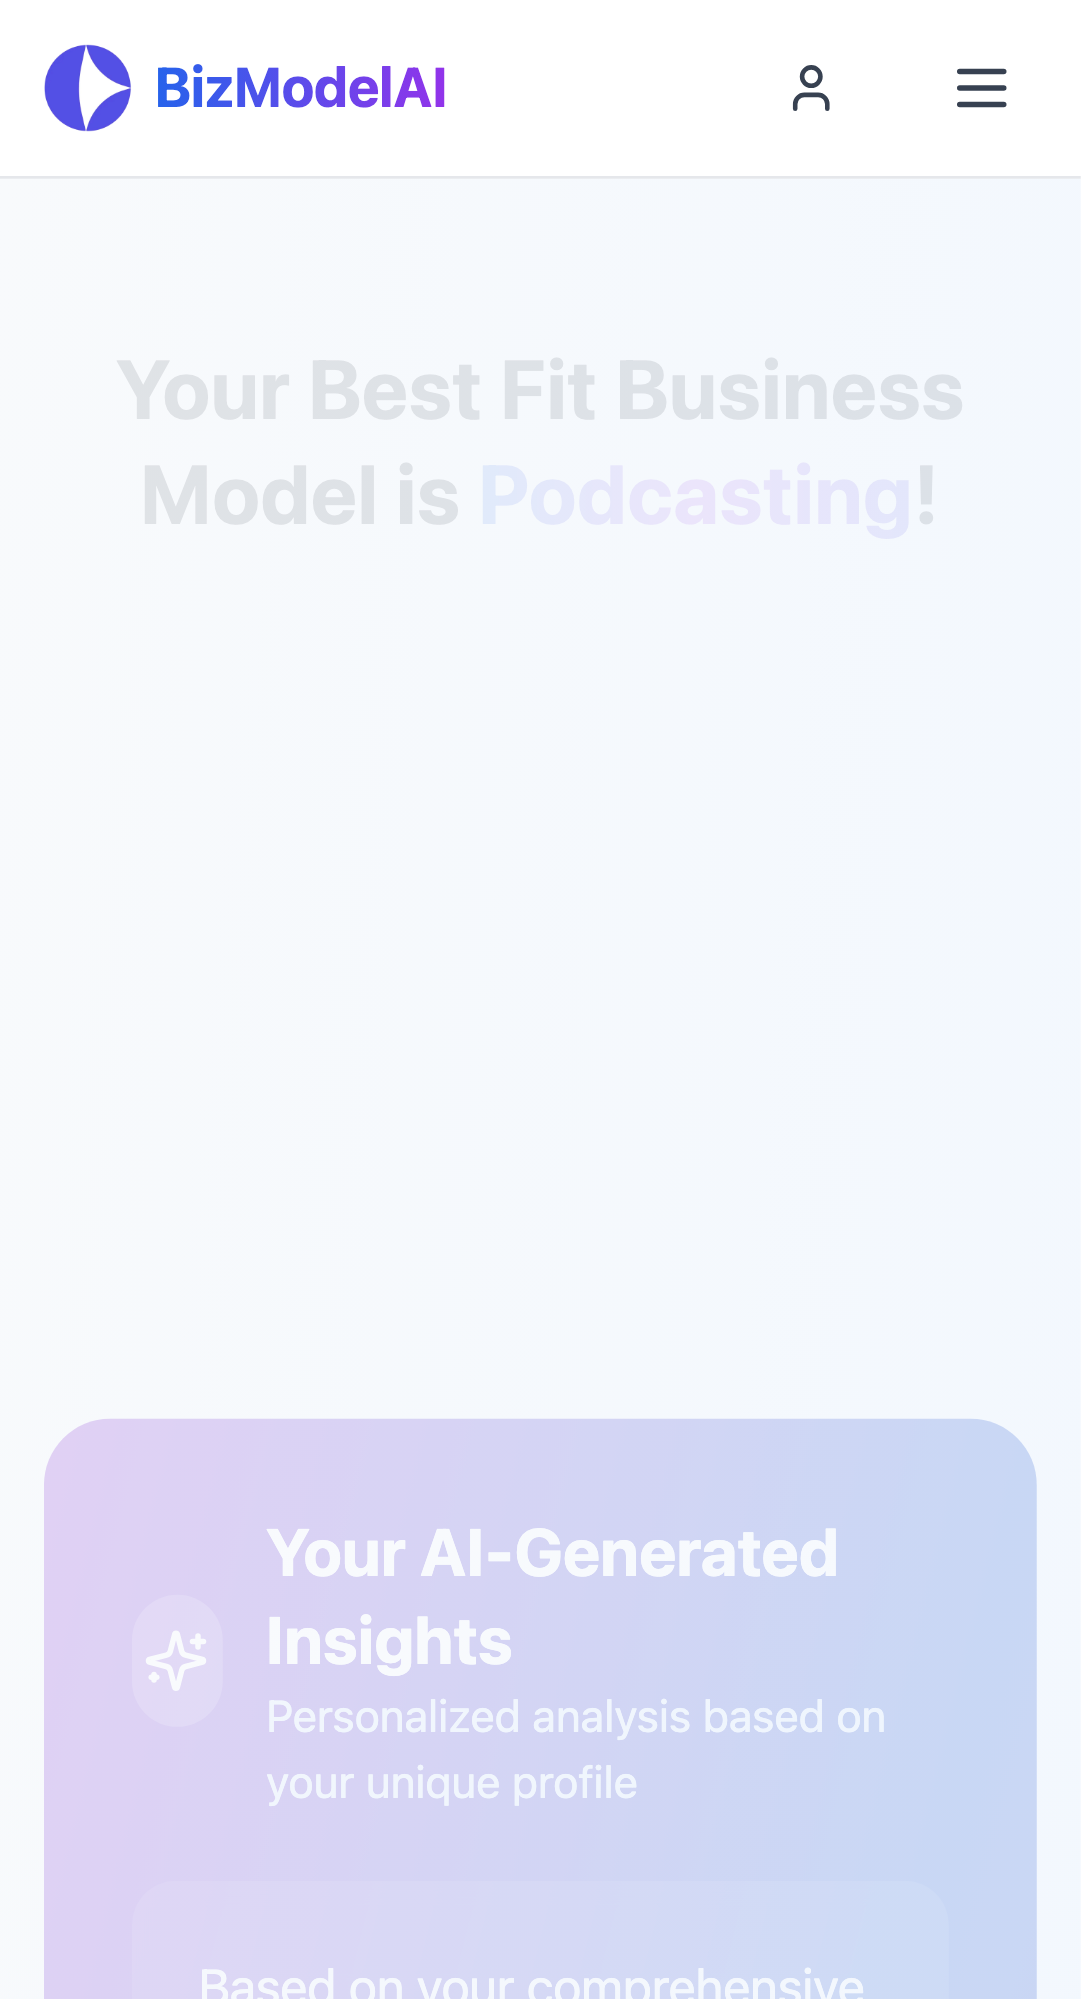 BizModelAI
Your Best Fit Business
Model is Podcasting!
Your AI-Generated
Insights
Personalized analysis based on
your unique profile
Based on your comprehensive